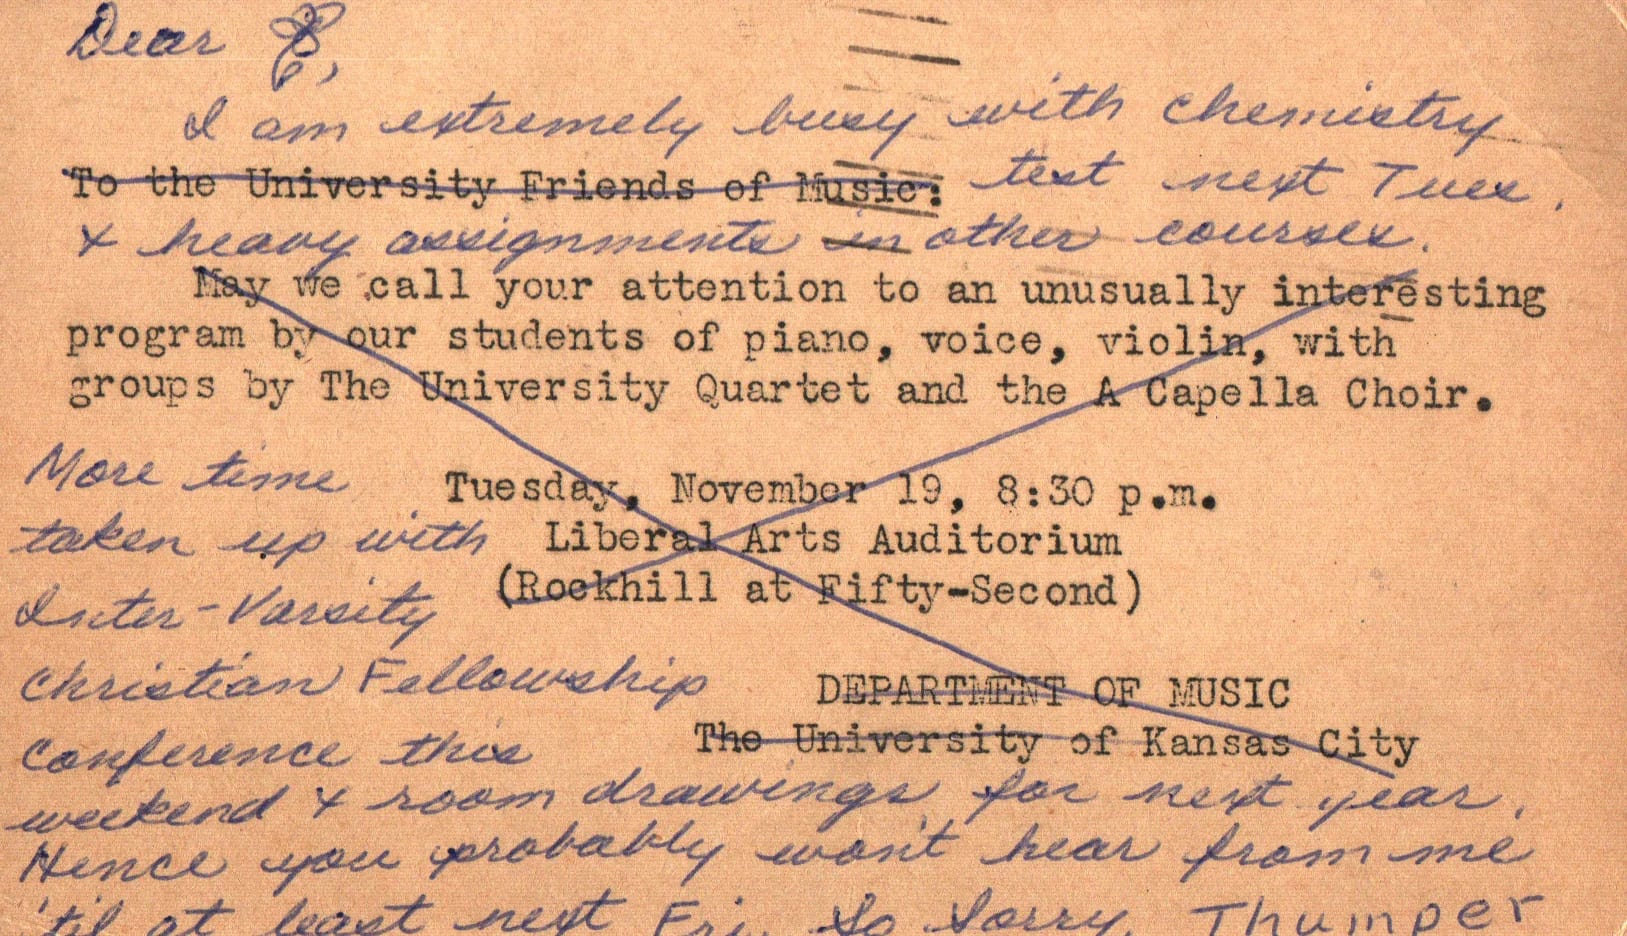 Dear E,
I am extremely busy with chemistry
To the University Friends of Music: test next Tues.
& heavy assignments in other courses.
May we call your attention to an unusually interesting
program by our students of piano, voice, violin, with
groups by The University Quartet and the A Capella Choir.
More time
Tuesday, November 19, 8:30 p.m.
taken up with
Liberal Arts Auditorium
Inter-Varsity
(Rockhill at Fifty-Second)
Christian Fellowship
DEPARTMENT OF MUSIC
conference this
The University of Kansas City
weekend & room drawings for next year.
Hence you probably won't hear from me
'til at least next Fri. So Sorry. Thumper